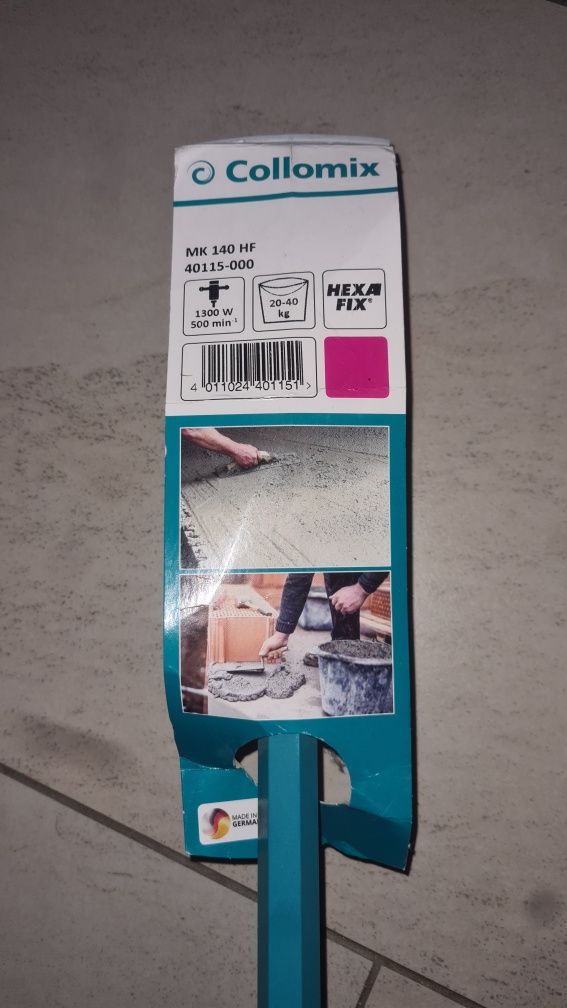 Collomix
MK 140 HF
40115-000
1300 W
500 min⁻¹
20-40
kg
HEXA
FIX®
4 011024 401151 >
MADE IN